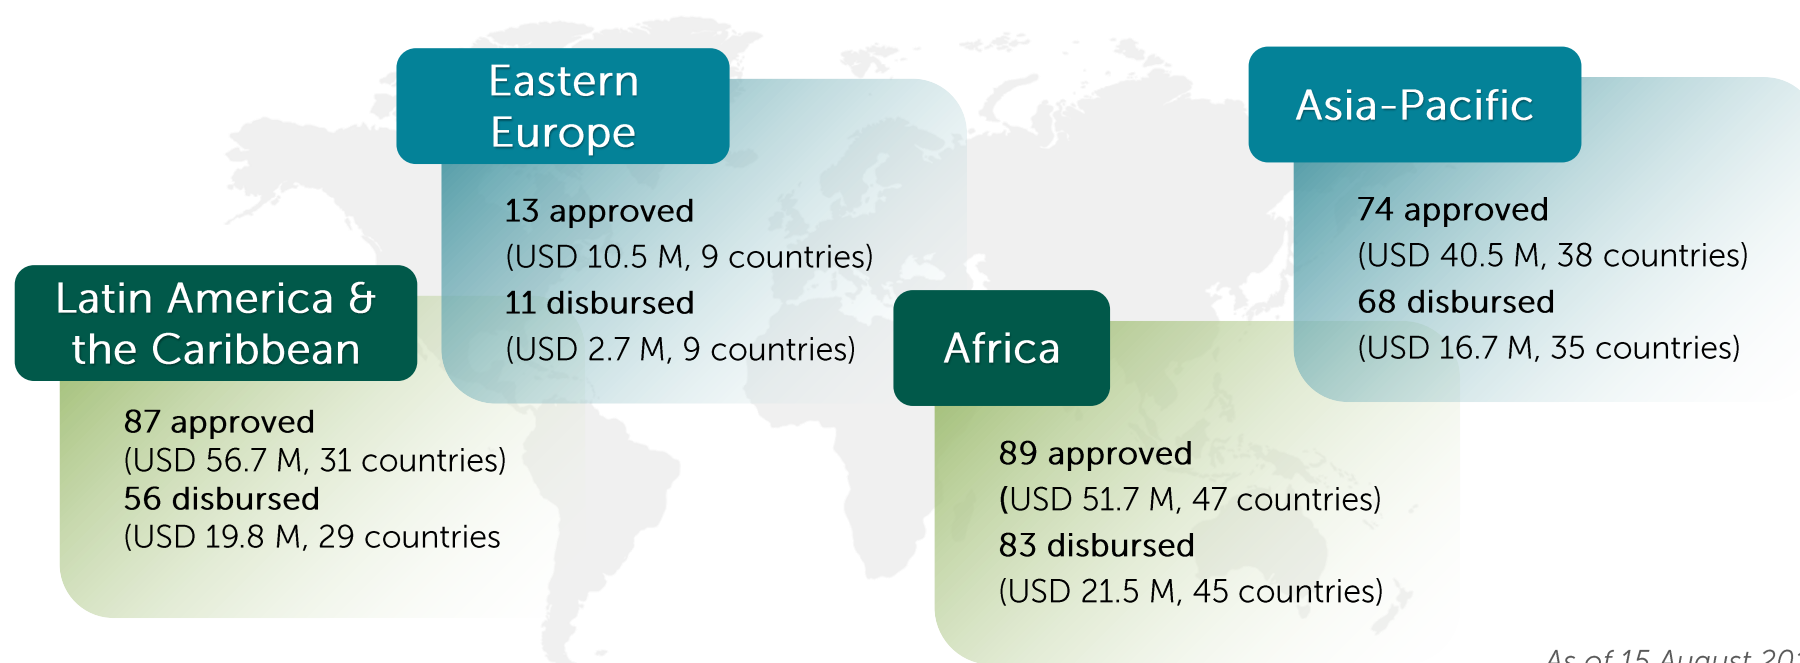 Eastern
Europe
13 approved
(USD 10.5 M, 9 countries)
11 disbursed
(USD 2.7 M, 9 countries)
Asia-Pacific
74 approved
(USD 40.5 M, 38 countries)
68 disbursed
(USD 16.7 M, 35 countries)
Latin America &
the Caribbean
87 approved
(USD 56.7 M, 31 countries)
56 disbursed
(USD 19.8 M, 29 countries
Africa
89 approved
(USD 51.7 M, 47 countries)
83 disbursed
(USD 21.5 M, 45 countries)
As of 15 August